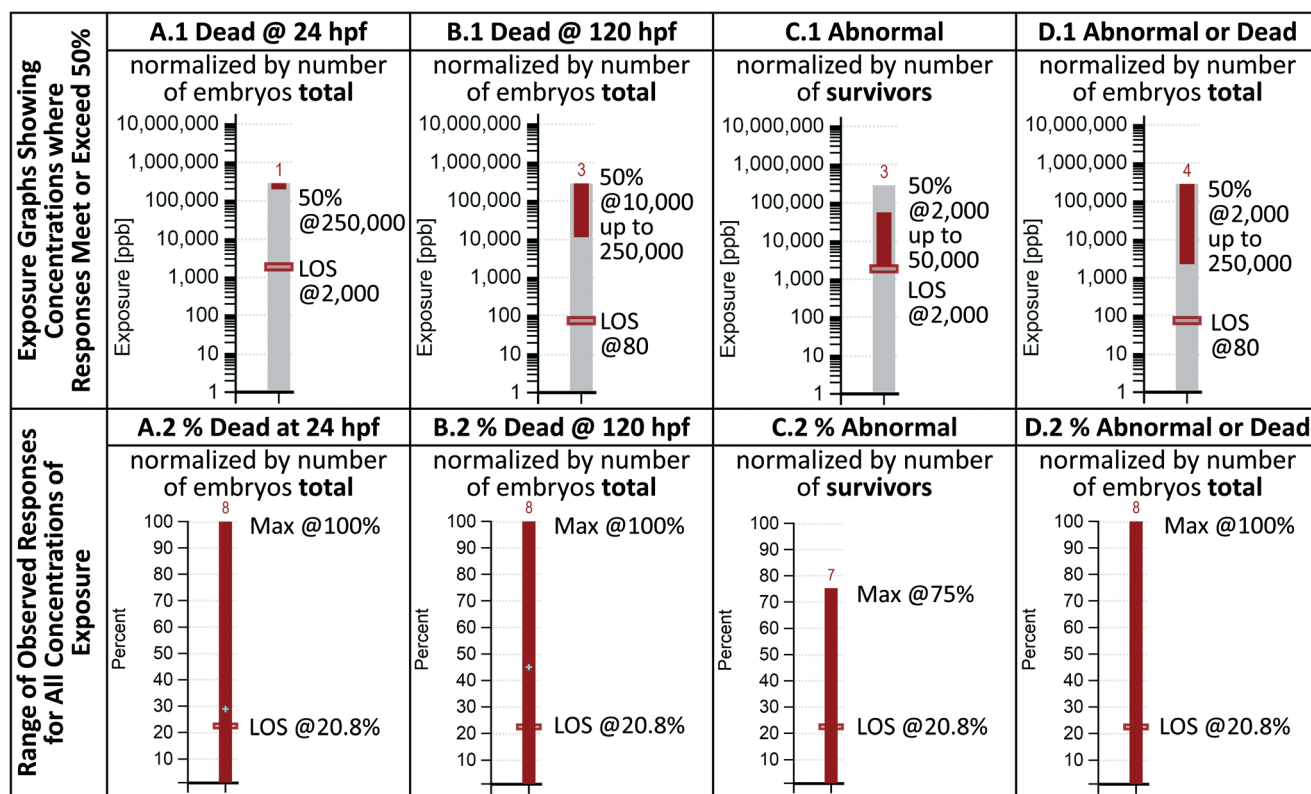 Exposure Graphs Showing
Concentrations where
Responses Meet or Exceed 50%
A.1 Dead @ 24 hpf
normalized by number
of embryos total
10,000,000
1,000,000
100,000
10,000
1,000
100
10
1
Exposure [ppb]
1
50%
@250,000
LOS
@2,000
B.1 Dead @ 120 hpf
normalized by number
of embryos total
10,000,000
1,000,000
100,000
10,000
1,000
100
10
1
Exposure [ppb]
3
50%
@10,000
up to
250,000
LOS
@80
C.1 Abnormal
normalized by number
of survivors
10,000,000
1,000,000
100,000
10,000
1,000
100
10
1
Exposure [ppb]
3
50%
@2,000
up to
50,000
LOS
@2,000
D.1 Abnormal or Dead
normalized by number
of embryos total
10,000,000
1,000,000
100,000
10,000
1,000
100
10
1
Exposure [ppb]
4
50%
@2,000
up to
250,000
LOS
@80
Range of Observed Responses
for All Concentrations of
Exposure
A.2 % Dead at 24 hpf
normalized by number
of embryos total
100
90
80
70
60
50
40
30
20
10
Percent
8
Max @100%
LOS @20.8%
B.2 % Dead @ 120 hpf
normalized by number
of embryos total
100
90
80
70
60
50
40
30
20
10
Percent
8
Max @100%
LOS @20.8%
C.2 % Abnormal
normalized by number
of survivors
100
90
80
70
60
50
40
30
20
10
Percent
7
Max @75%
LOS @20.8%
D.2 % Abnormal or Dead
normalized by number
of embryos total
100
90
80
70
60
50
40
30
20
10
Percent
8
Max @100%
LOS @20.8%